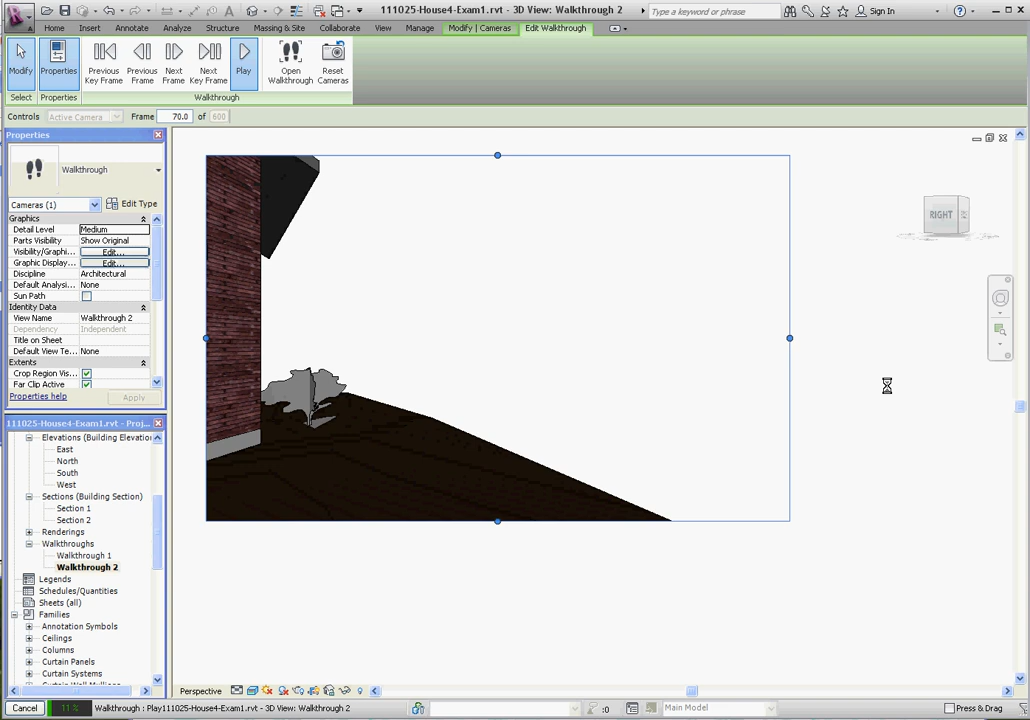 111025-House4-Exam1.rvt - 3D View: Walkthrough 2
Type a keyword or phrase
Sign In
Home Insert Annotate Analyze Structure Massing & Site Collaborate View Manage Modify | Cameras Edit Walkthrough
Modify
Properties
Previous
Key Frame
Previous
Frame
Next
Frame
Next
Key Frame
Play
Open
Walkthrough
Reset
Cameras
Select Properties Walkthrough
Controls Active Camera Frame 70.0 of 600
Properties
Walkthrough
Cameras (1) Edit Type
Graphics
Detail Level Medium
Parts Visibility Show Original
Visibility/Graphi... Edit...
Graphic Display... Edit...
Discipline Architectural
Default Analysi... None
Sun Path
Identity Data
View Name Walkthrough 2
Dependency Independent
Title on Sheet
Default View Te... None
Extents
Crop Region Vis...
Far Clip Active
Properties help Apply
111025-House4-Exam1.rvt - Proj...
Elevations (Building Elevation
East
North
South
West
Sections (Building Section)
Section 1
Section 2
Renderings
Walkthroughs
Walkthrough 1
Walkthrough 2
Legends
Schedules/Quantities
Sheets (all)
Families
Annotation Symbols
Ceilings
Columns
Curtain Panels
Curtain Systems
Curtain Wall Mullions
RIGHT
Perspective
Cancel 11 % Walkthrough : Play111025-House4-Exam1.rvt - 3D View: Walkthrough 2 :0 Main Model Press & Drag